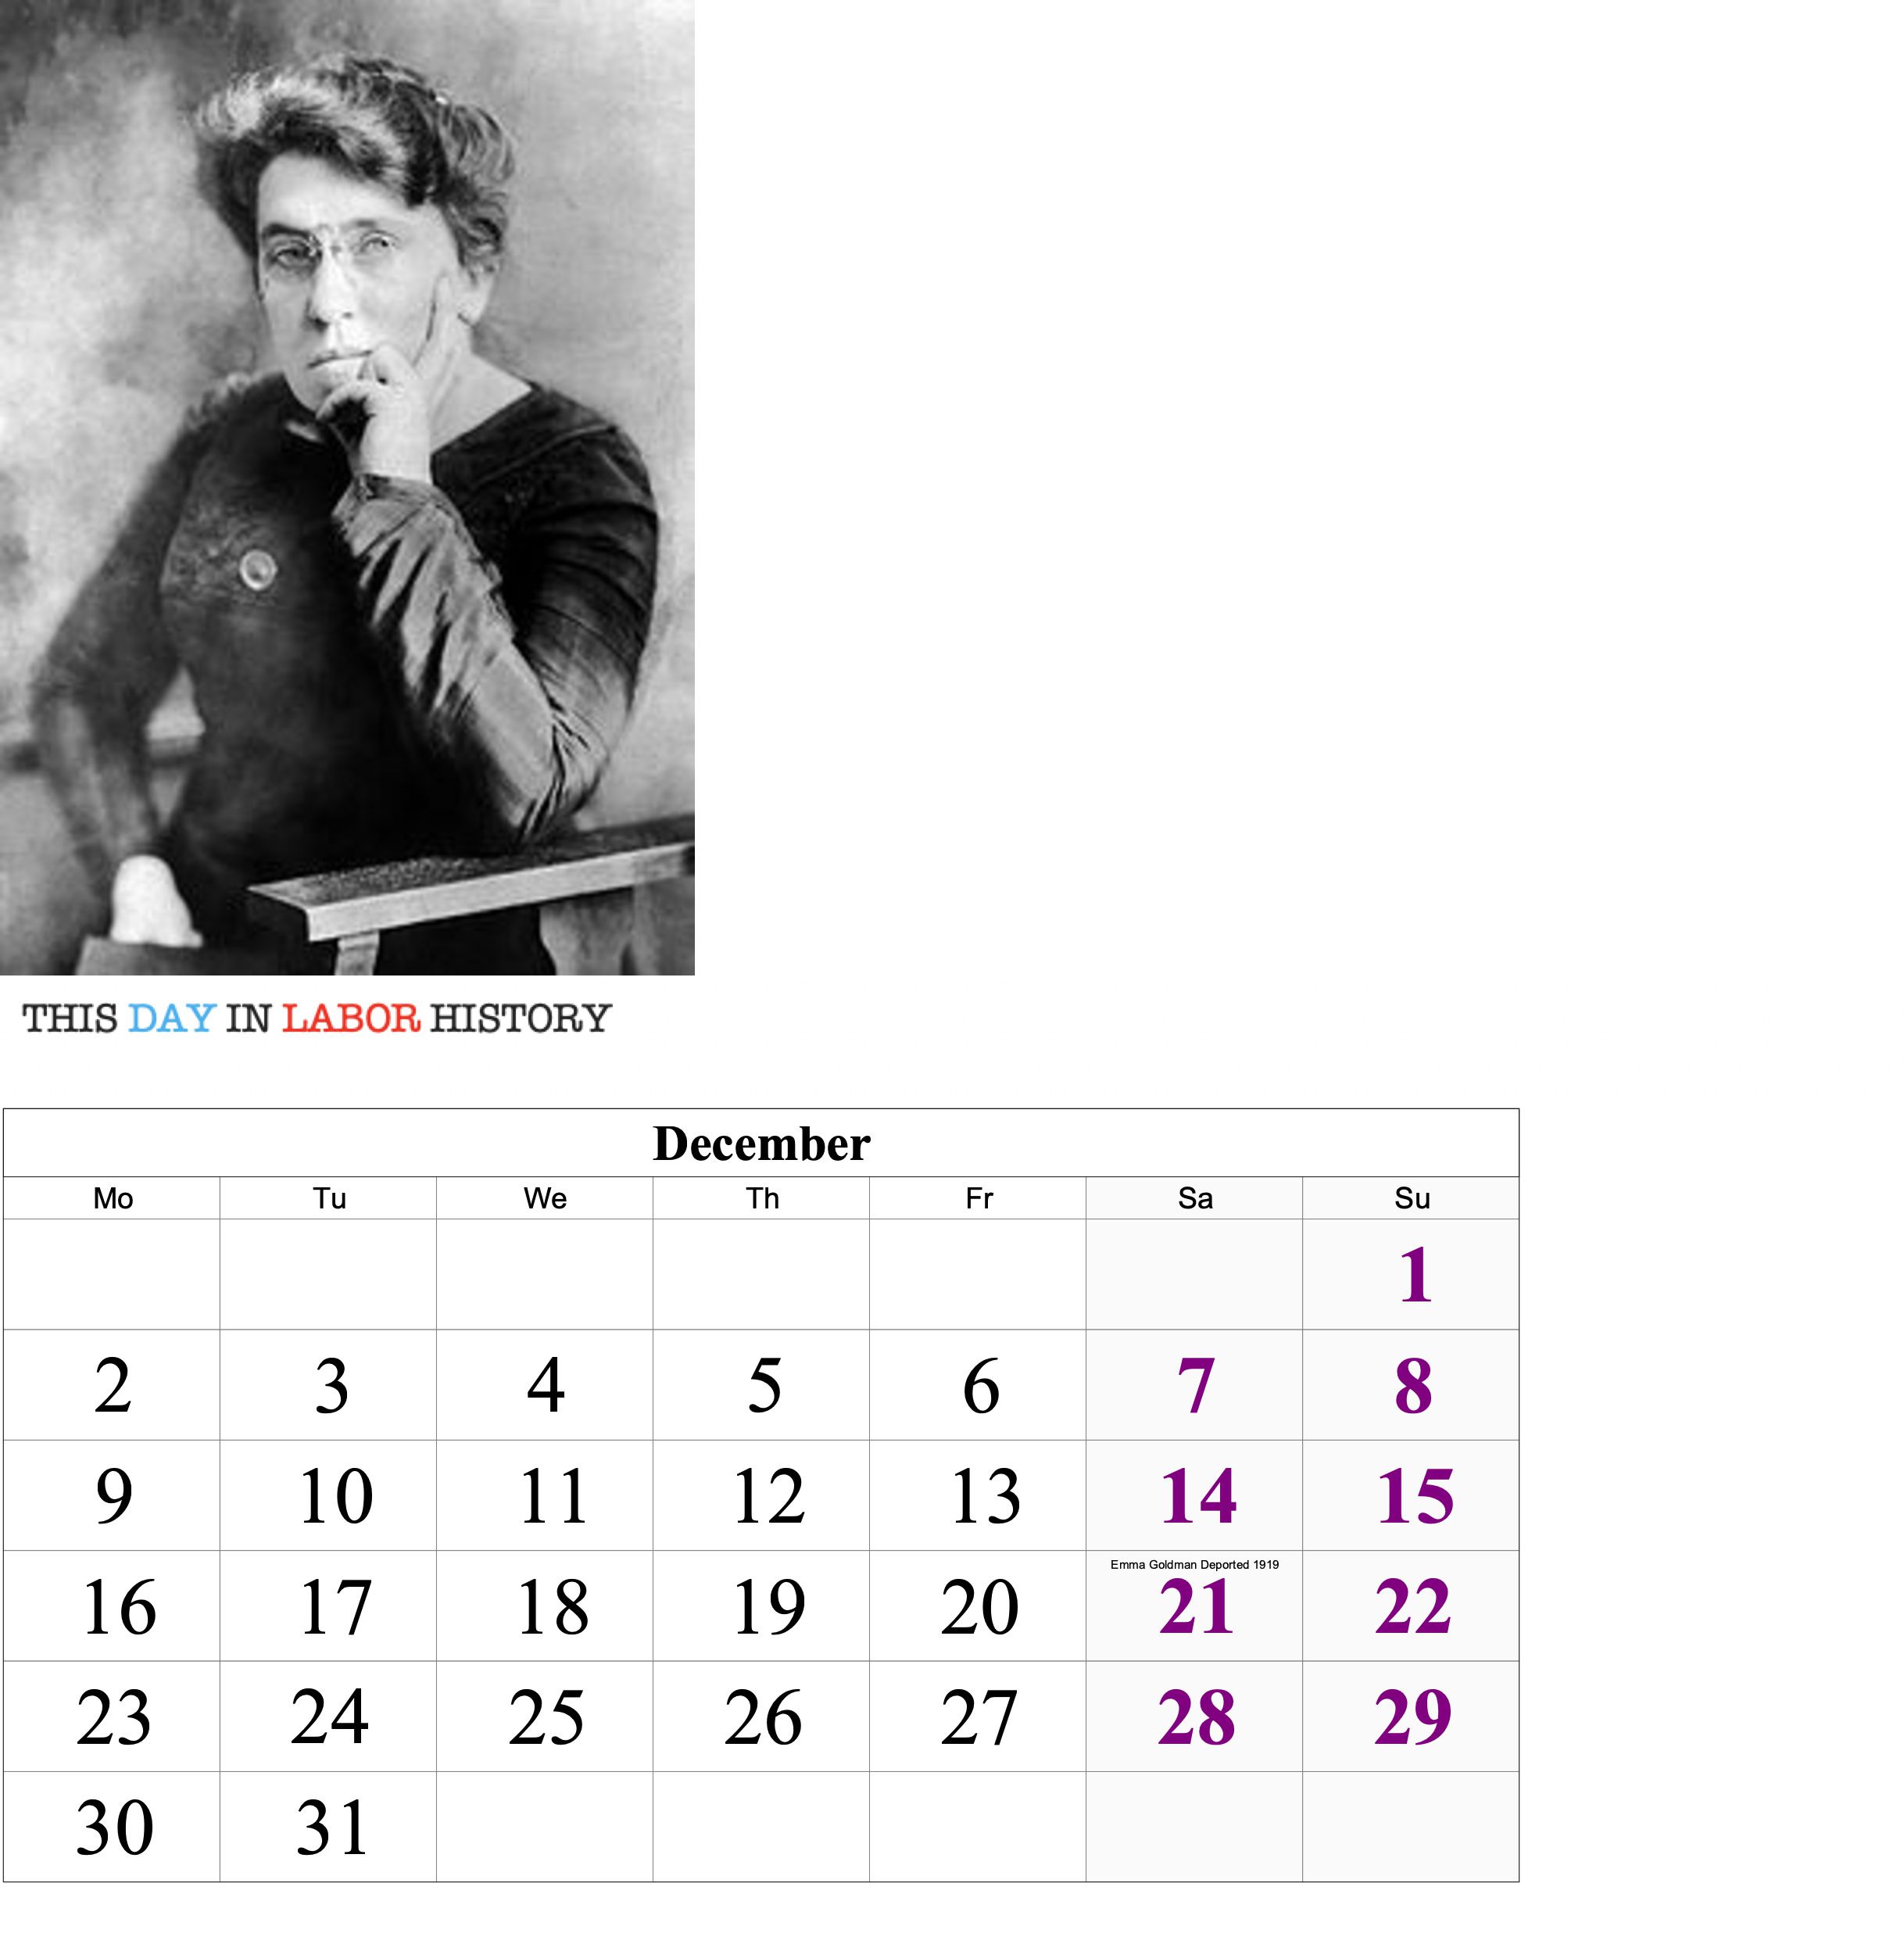 THIS DAY IN LABOR HISTORY
December
Mo Tu We Th Fr Sa Su
1
2 3 4 5 6 7 8
9 10 11 12 13 14 15
Emma Goldman Deported 1919
16 17 18 19 20 21 22
23 24 25 26 27 28 29
30 31